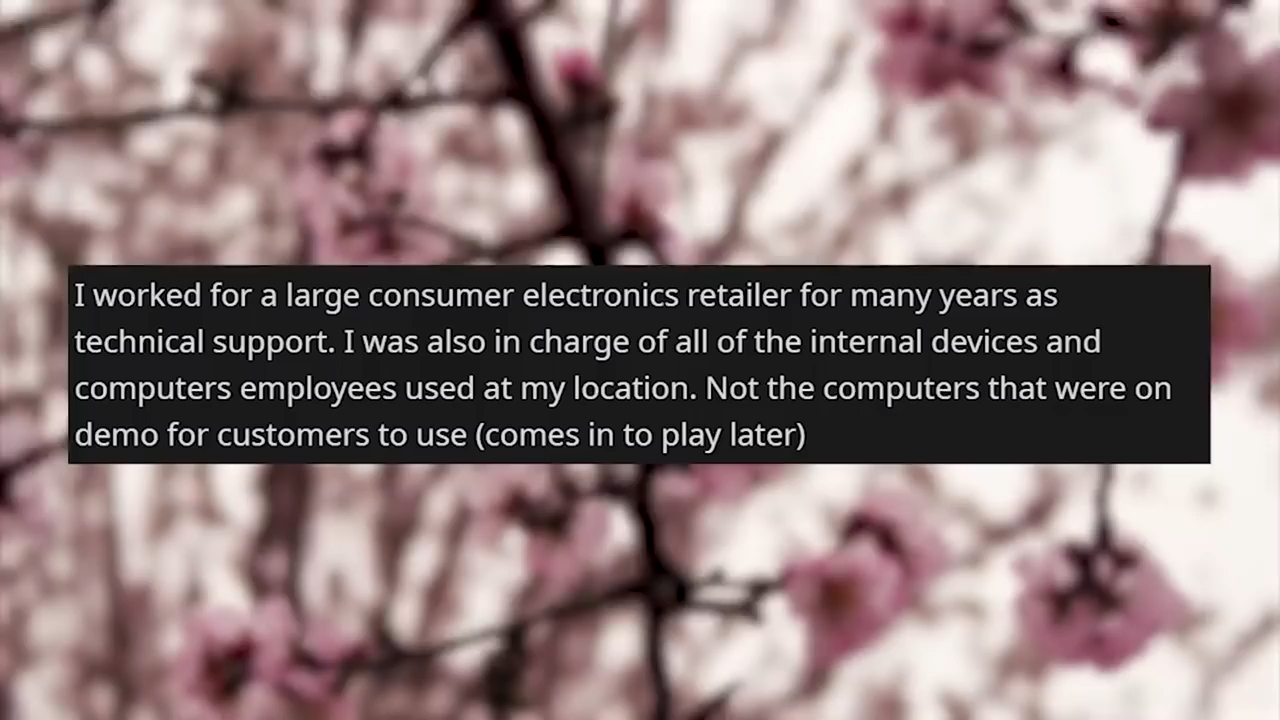 I worked for a large consumer electronics retailer for many years as
technical support. I was also in charge of all of the internal devices and
computers employees used at my location. Not the computers that were on
demo for customers to use (comes in to play later)